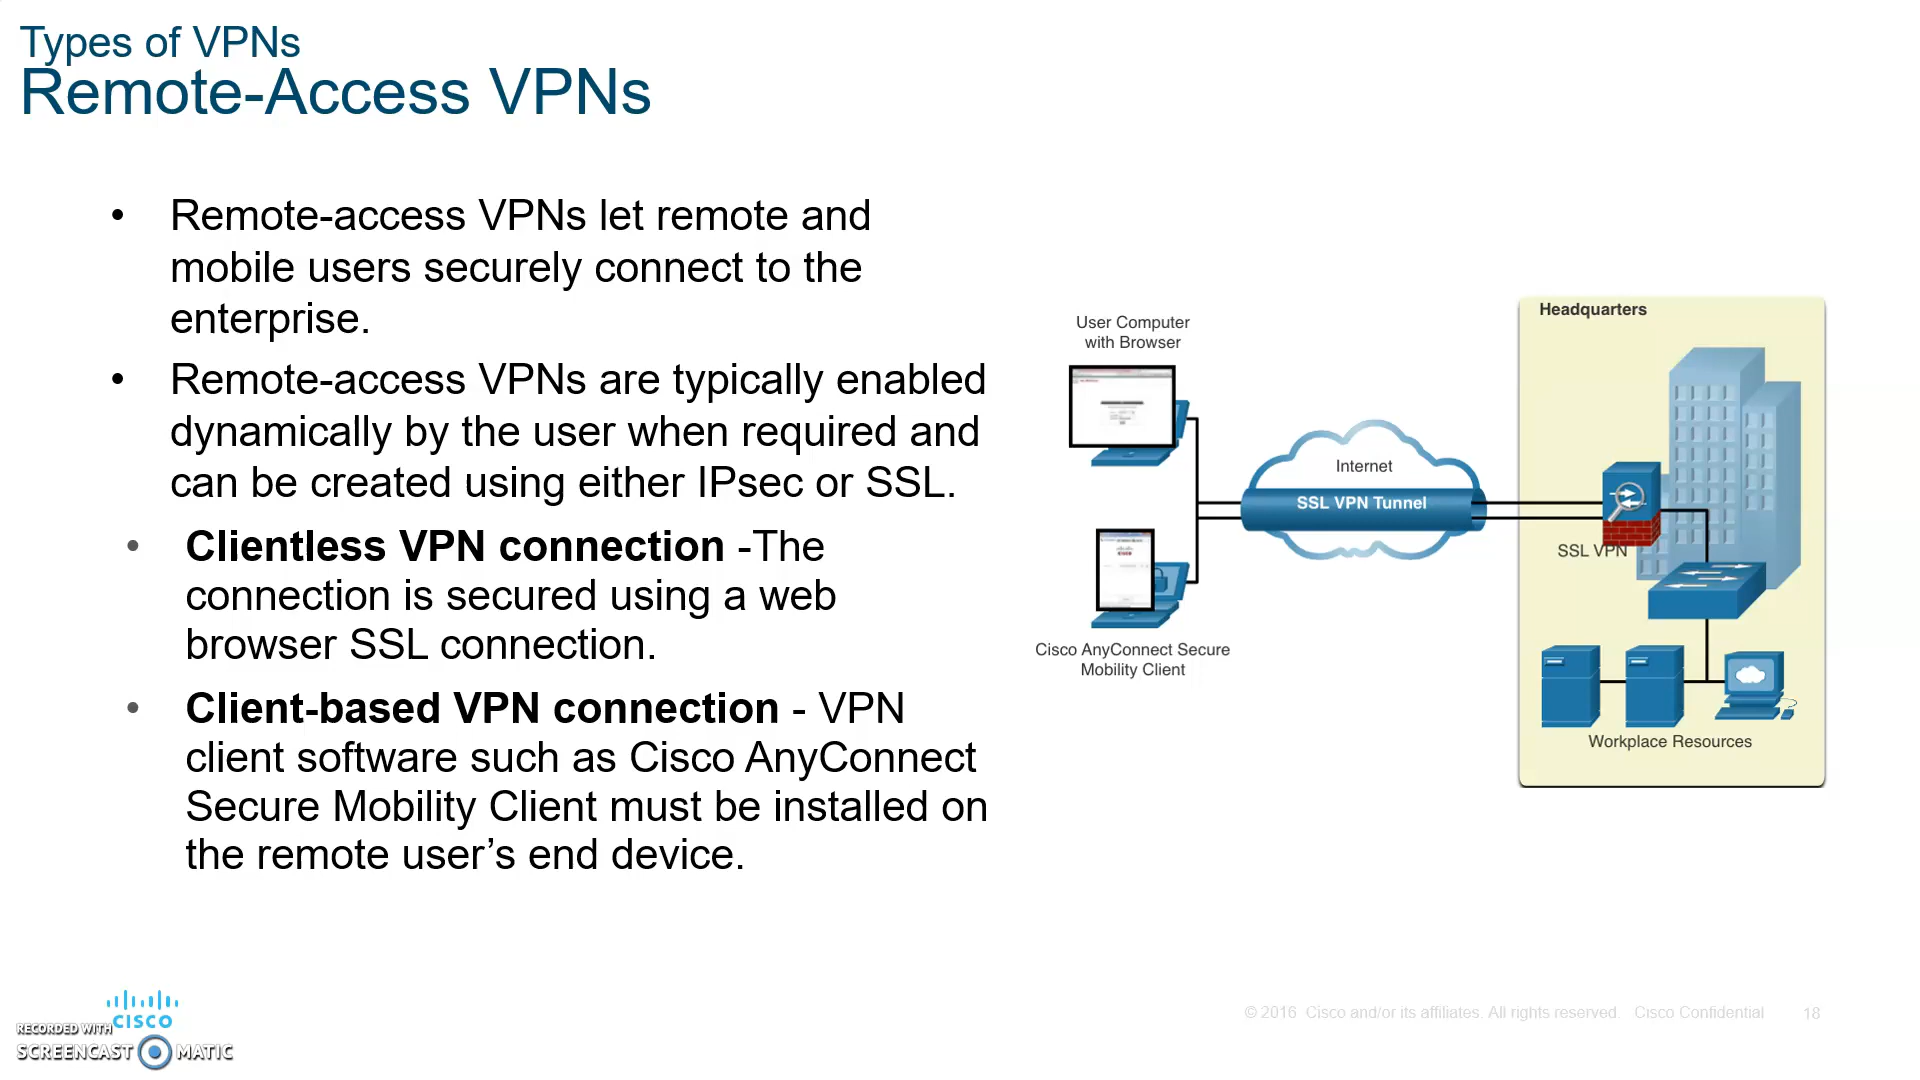 Types of VPNs
Remote-Access VPNs
• Remote-access VPNs let remote and
mobile users securely connect to the
enterprise.
• Remote-access VPNs are typically enabled
dynamically by the user when required and
can be created using either IPsec or SSL.
• Clientless VPN connection -The
connection is secured using a web
browser SSL connection.
• Client-based VPN connection - VPN
client software such as Cisco AnyConnect
Secure Mobility Client must be installed on
the remote user’s end device.
User Computer
with Browser
Cisco AnyConnect Secure
Mobility Client
Internet
SSL VPN Tunnel
Headquarters
SSL VPN
Workplace Resources
CISCO
RECORDED WITH
SCREENCAST MATIC
© 2016 Cisco and/or its affiliates. All rights reserved. Cisco Confidential 18